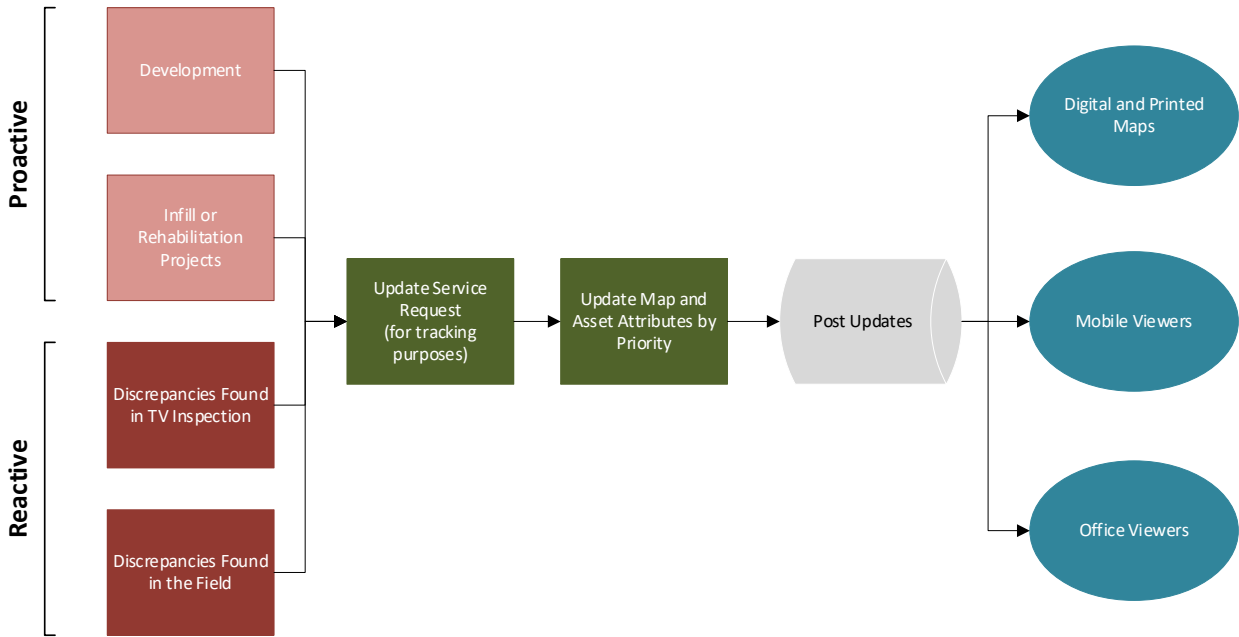 Proactive
Development
Infill or
Rehabilitation
Projects
Reactive
Discrepancies Found
in TV Inspection
Discrepancies Found
in the Field
Update Service
Request
(for tracking
purposes)
Update Map and
Asset Attributes by
Priority
Post Updates
Digital and Printed
Maps
Mobile Viewers
Office Viewers